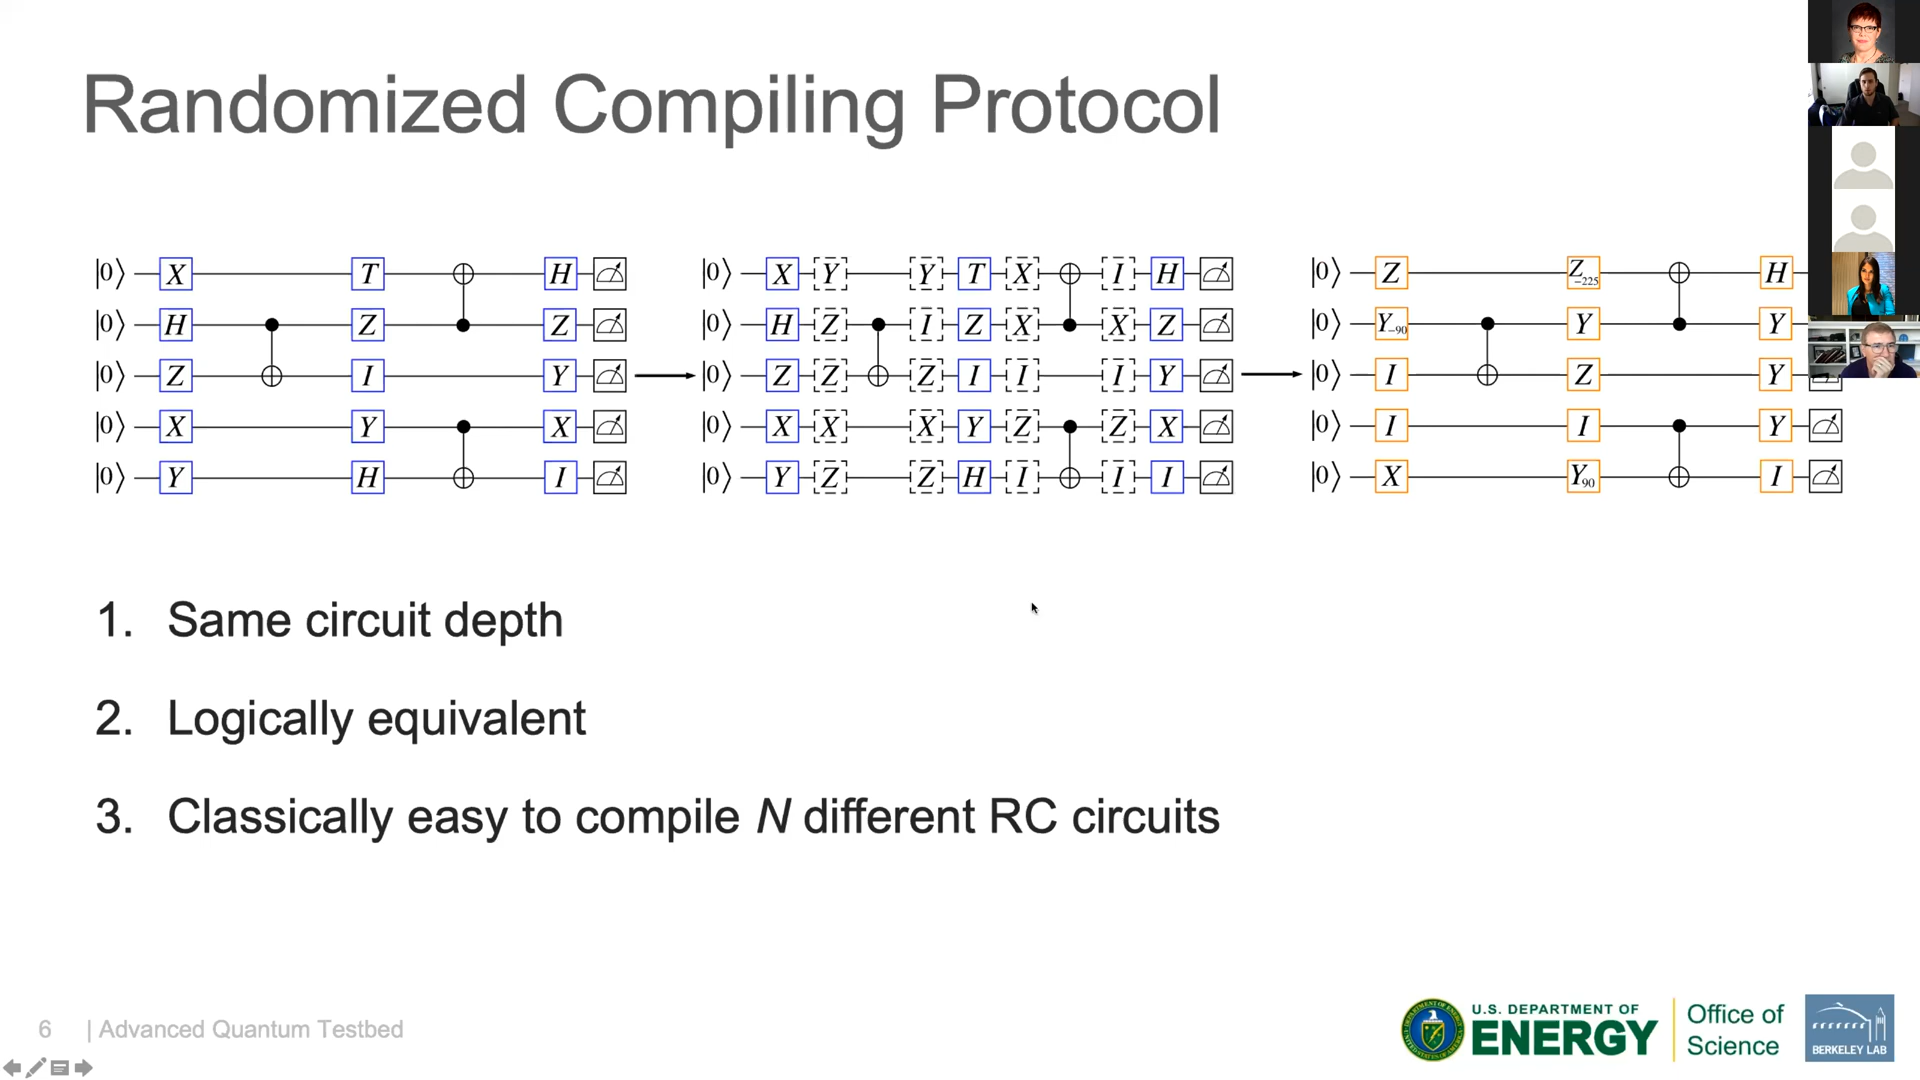 Randomized Compiling Protocol
|0⟩ X T H |0⟩ X Y Y T X I H |0⟩ Z Z₋₂₂₅ H
|0⟩ H Z Z |0⟩ H Z I Z X X Z |0⟩ Y₋₉₀ Y Y
|0⟩ Z I Y |0⟩ Z Z Z I I I Y |0⟩ I Z Y
|0⟩ X Y X |0⟩ X X X Y Z Z X |0⟩ I I Y
|0⟩ Y H I |0⟩ Y Z Z H I I I |0⟩ X Y₉₀ I
1. Same circuit depth
2. Logically equivalent
3. Classically easy to compile N different RC circuits
6 | Advanced Quantum Testbed
U.S. DEPARTMENT OF
ENERGY
Office of
Science
BERKELEY LAB